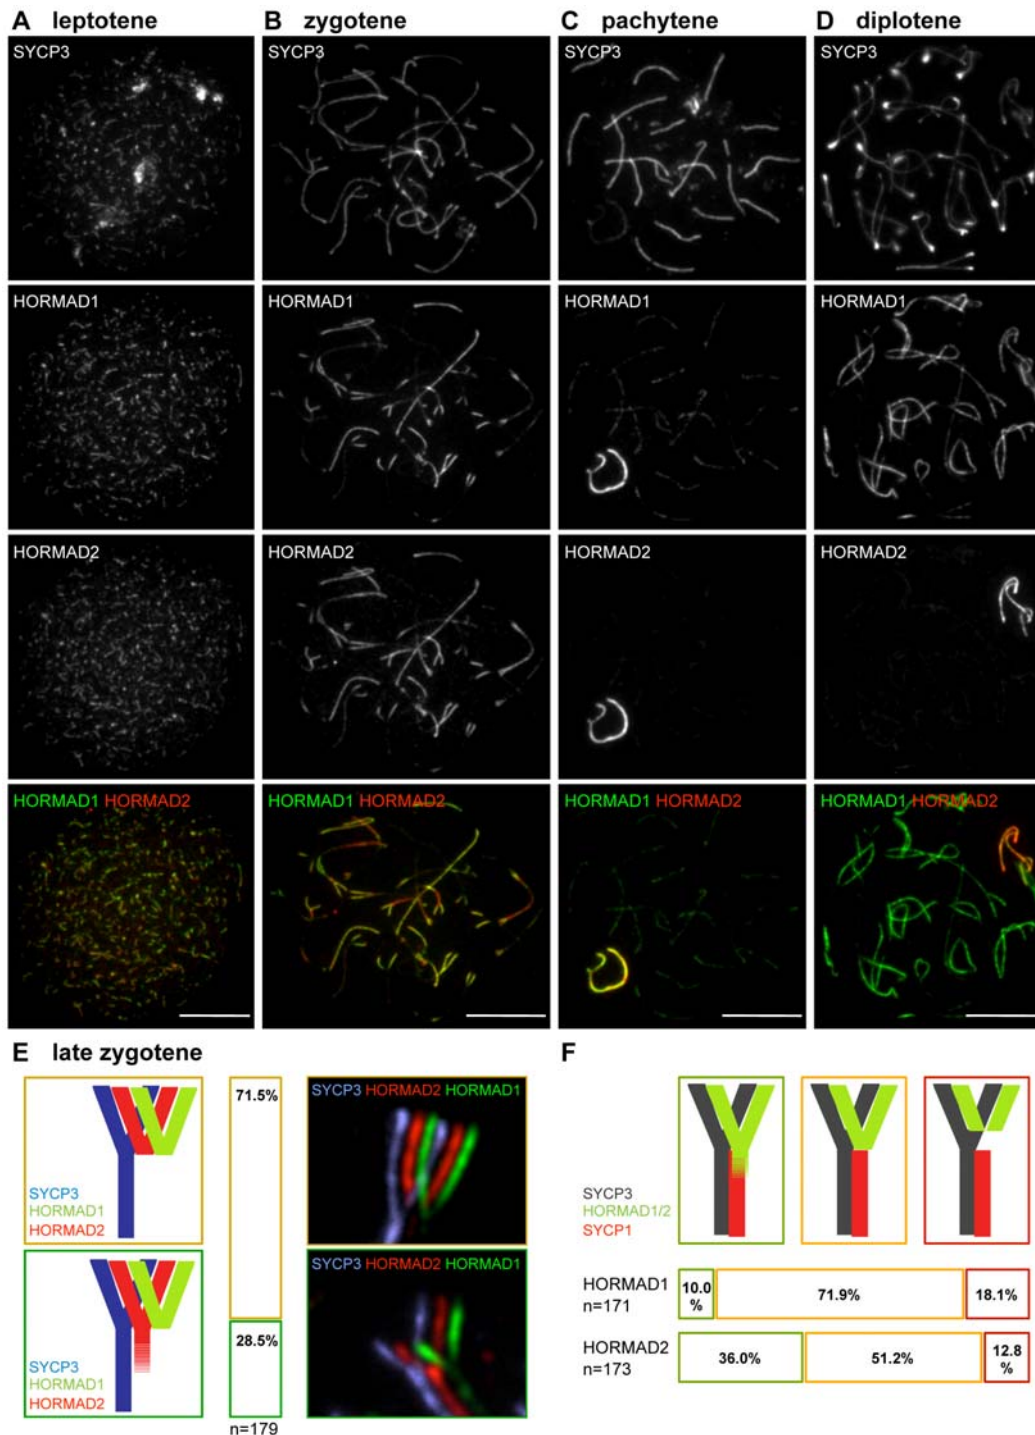 A leptotene
B zygotene
C pachytene
D diplotene
SYCP3
SYCP3
SYCP3
SYCP3
HORMAD1
HORMAD1
HORMAD1
HORMAD1
HORMAD2
HORMAD2
HORMAD2
HORMAD2
HORMAD1 HORMAD2
HORMAD1 HORMAD2
HORMAD1 HORMAD2
HORMAD1 HORMAD2
E late zygotene
SYCP3
HORMAD1
HORMAD2
71.5%
SYCP3 HORMAD2 HORMAD1
SYCP3
HORMAD1
HORMAD2
28.5%
n=179
SYCP3 HORMAD2 HORMAD1
F
SYCP3
HORMAD1/2
SYCP1
HORMAD1
n=171
10.0
%
71.9%
18.1%
HORMAD2
n=173
36.0%
51.2%
12.8
%